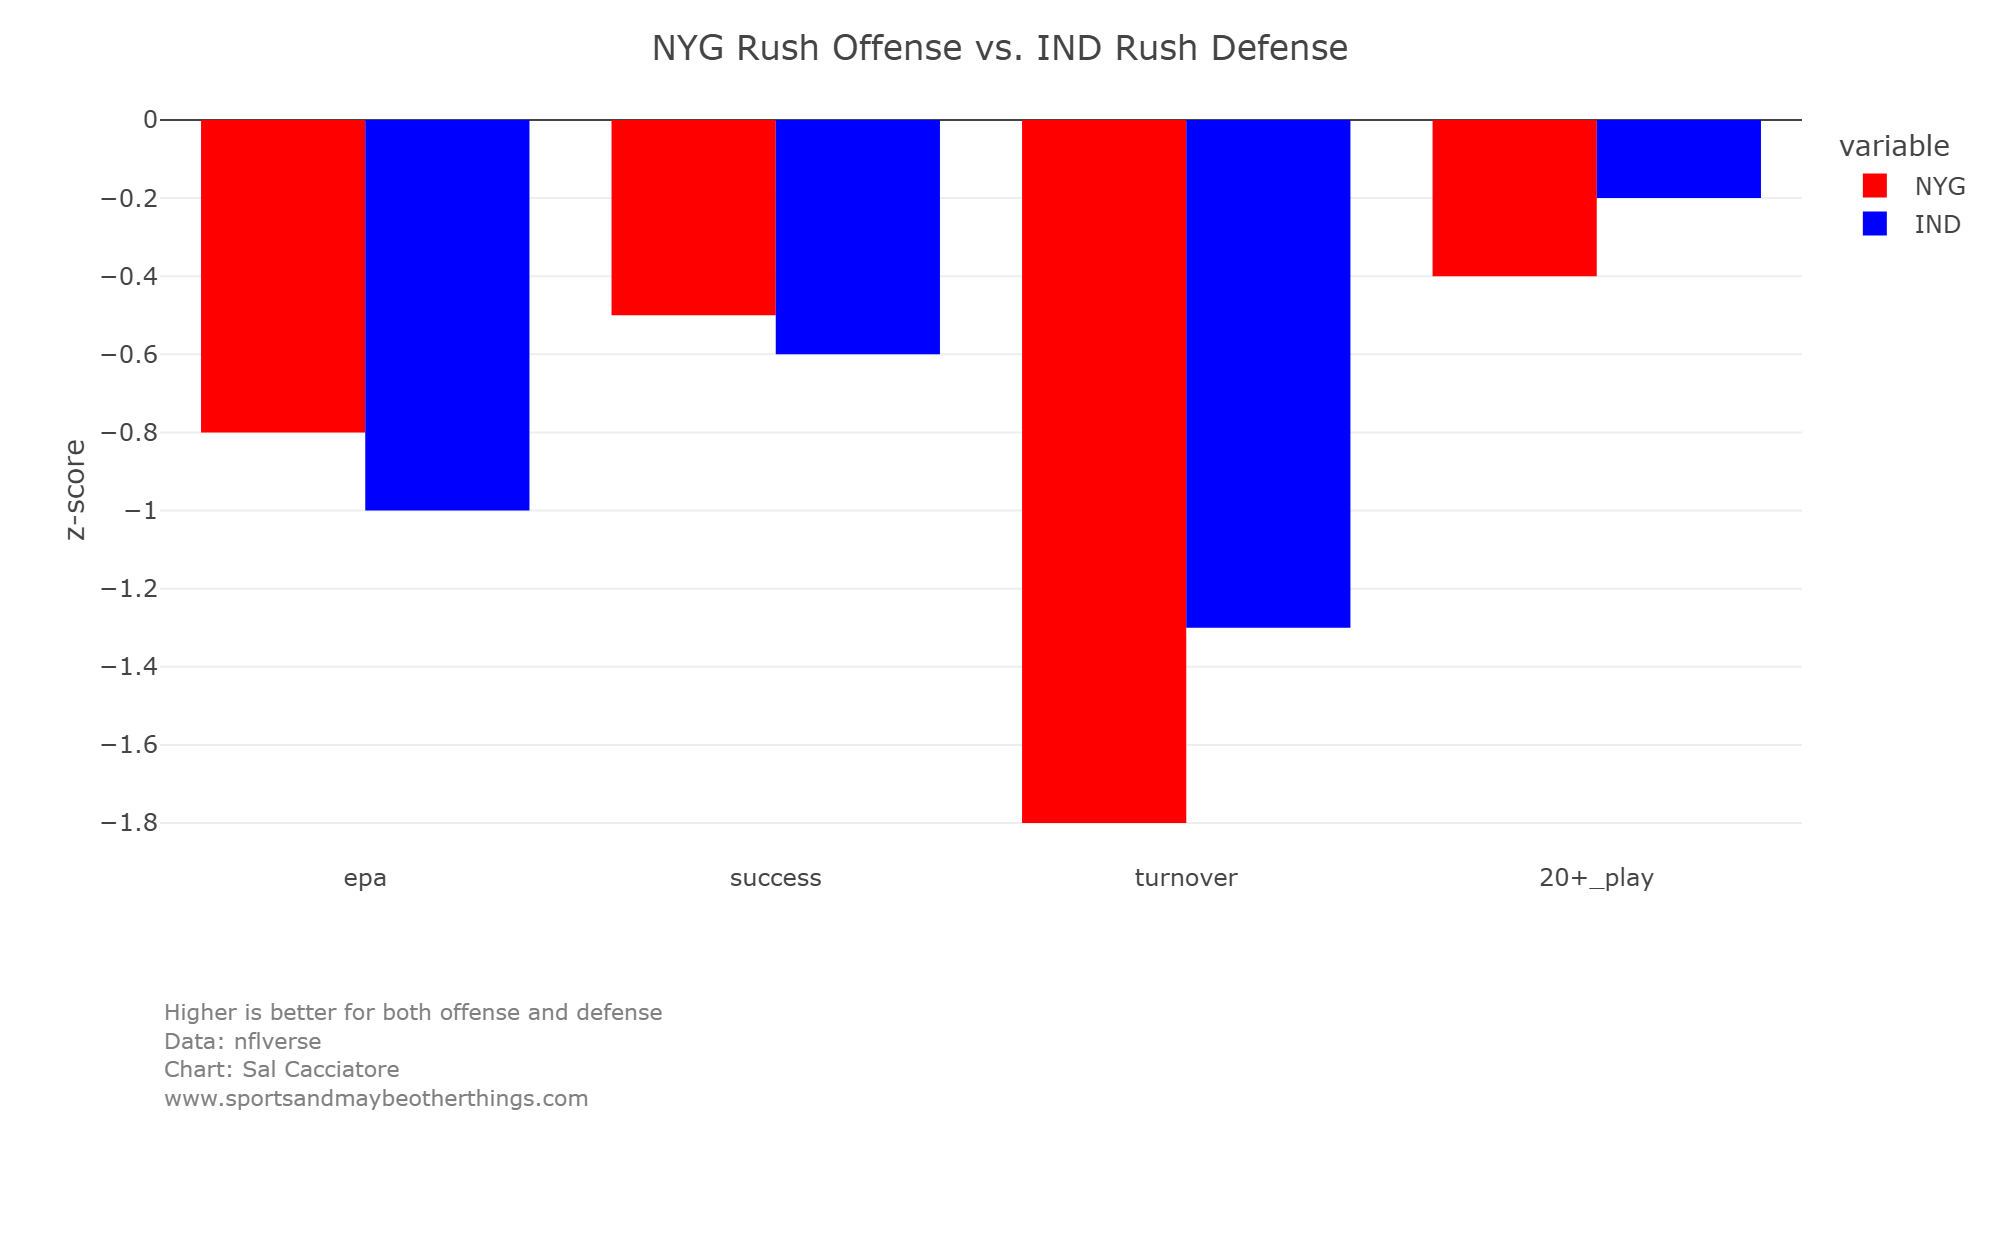 NYG Rush Offense vs. IND Rush Defense
0
−0.2
−0.4
−0.6
−0.8
−1
−1.2
−1.4
−1.6
−1.8
z-score
epa
success
turnover
20+_play
variable
NYG
IND
Higher is better for both offense and defense
Data: nflverse
Chart: Sal Cacciatore
www.sportsandmaybeotherthings.com